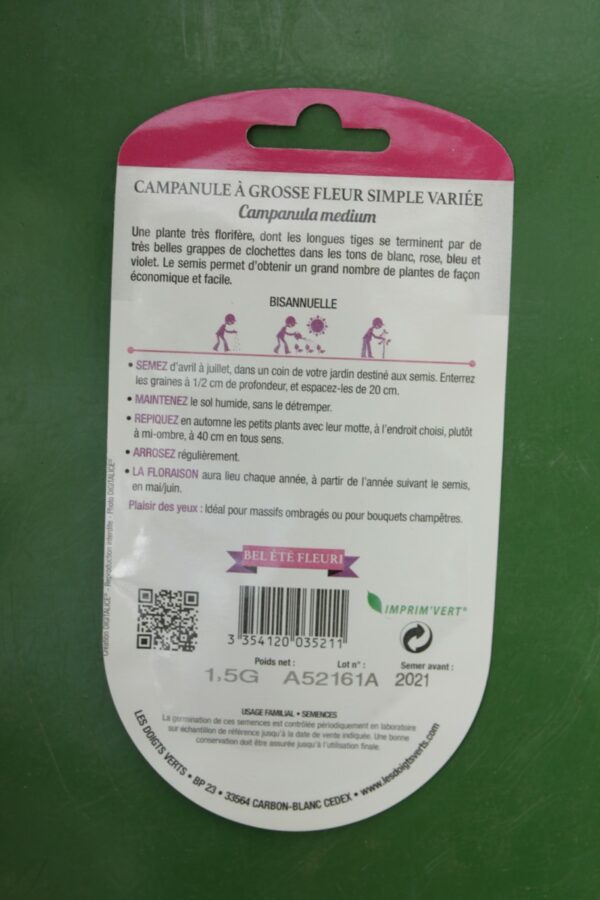 CAMPANULE À GROSSE FLEUR SIMPLE VARIÉE
Campanula medium
Une plante très florifère, dont les longues tiges se terminent par de
très belles grappes de clochettes dans les tons de blanc, rose, bleu et
violet. Le semis permet d'obtenir un grand nombre de plantes de façon
économique et facile.
BISANNUELLE
• SEMEZ d'avril à juillet, dans un coin de votre jardin destiné aux semis. Enterrez
les graines à 1/2 cm de profondeur, et espacez-les de 20 cm.
• MAINTENEZ le sol humide, sans le détremper.
• REPIQUEZ en automne les petits plants avec leur motte, à l'endroit choisi, plutôt
à mi-ombre, à 40 cm en tous sens.
• ARROSEZ régulièrement.
• LA FLORAISON aura lieu chaque année, à partir de l'année suivant le semis,
en mai/juin.
Plaisir des yeux : Idéal pour massifs ombragés ou pour bouquets champêtres.
Création DIGITALICE® - Reproduction interdite - Photo DIGITALICE®
BEL ÉTÉ FLEURI
IMPRIM'VERT®
3 354120 035211
Poids net : Lot n° : Semer avant :
1,5G A52161A 2021
USAGE FAMILIAL • SEMENCES
La germination de ces semences est contrôlée périodiquement en laboratoire
sur échantillon de référence jusqu'à la date de vente indiquée. Une bonne
conservation doit être assurée jusqu'à l'utilisation finale.
LES DOIGTS VERTS • BP 23 • 33564 CARBON-BLANC CEDEX • www.lesdoigtsverts.com